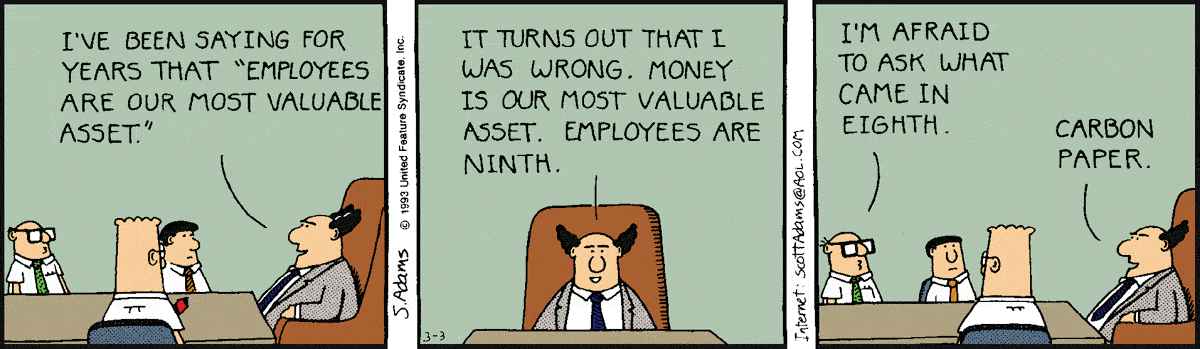 I'VE BEEN SAYING FOR
YEARS THAT "EMPLOYEES
ARE OUR MOST VALUABLE
ASSET."
S.Adams
© 1993 United Feature Syndicate, Inc.
IT TURNS OUT THAT I
WAS WRONG. MONEY
IS OUR MOST VALUABLE
ASSET. EMPLOYEES ARE
NINTH.
3-3
Internet: scottAdams@AOL.COM
I'M AFRAID
TO ASK WHAT
CAME IN
EIGHTH.
CARBON
PAPER.